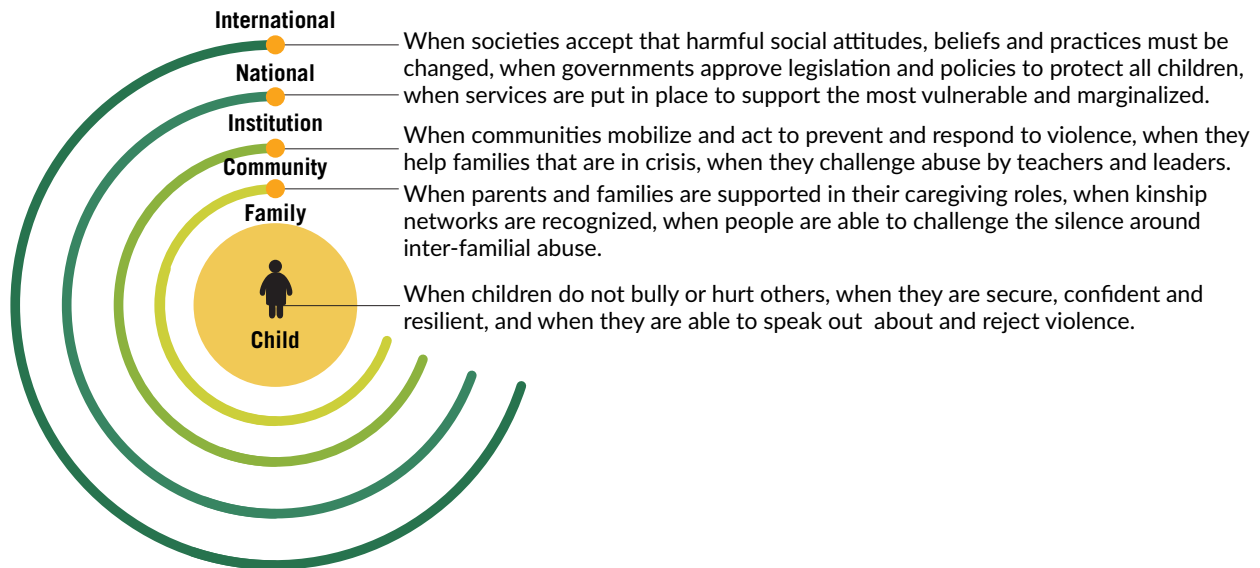 International
When societies accept that harmful social attitudes, beliefs and practices must be
changed, when governments approve legislation and policies to protect all children,
when services are put in place to support the most vulnerable and marginalized.
National
Institution
When communities mobilize and act to prevent and respond to violence, when they
help families that are in crisis, when they challenge abuse by teachers and leaders.
Community
When parents and families are supported in their caregiving roles, when kinship
networks are recognized, when people are able to challenge the silence around
inter-familial abuse.
Family
When children do not bully or hurt others, when they are secure, confident and
resilient, and when they are able to speak out  about and reject violence.
Child